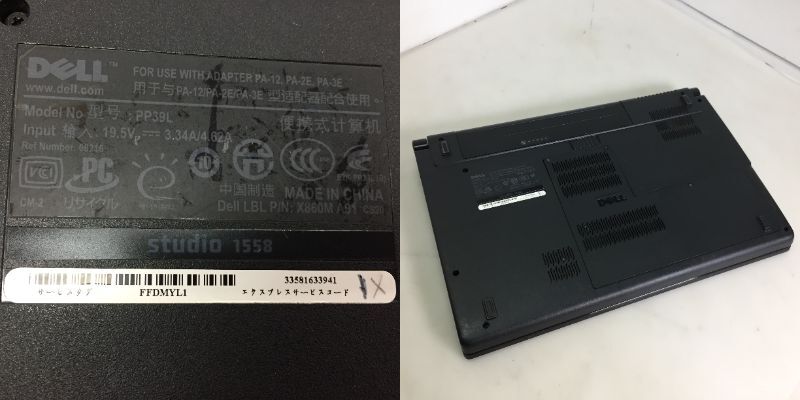 DELL™
www.dell.com
FOR USE WITH ADAPTER PA-12, PA-2E, PA-3E
用于与PA-12/PA-2E/PA-3E 型适配器配合使用。
Model No 型号: PP39L
Input 输入: 19.5V 3.34A/4.62A
便携式计算机
VCI
PC
CCC
CM-2
リサイクル
中国制造 MADE IN CHINA
Dell LBL P/N: X860M A01
studio 1558
33581633941
サービスタグ FFDMYL1 エクスプレスサービスコード
X
DELL
DELL